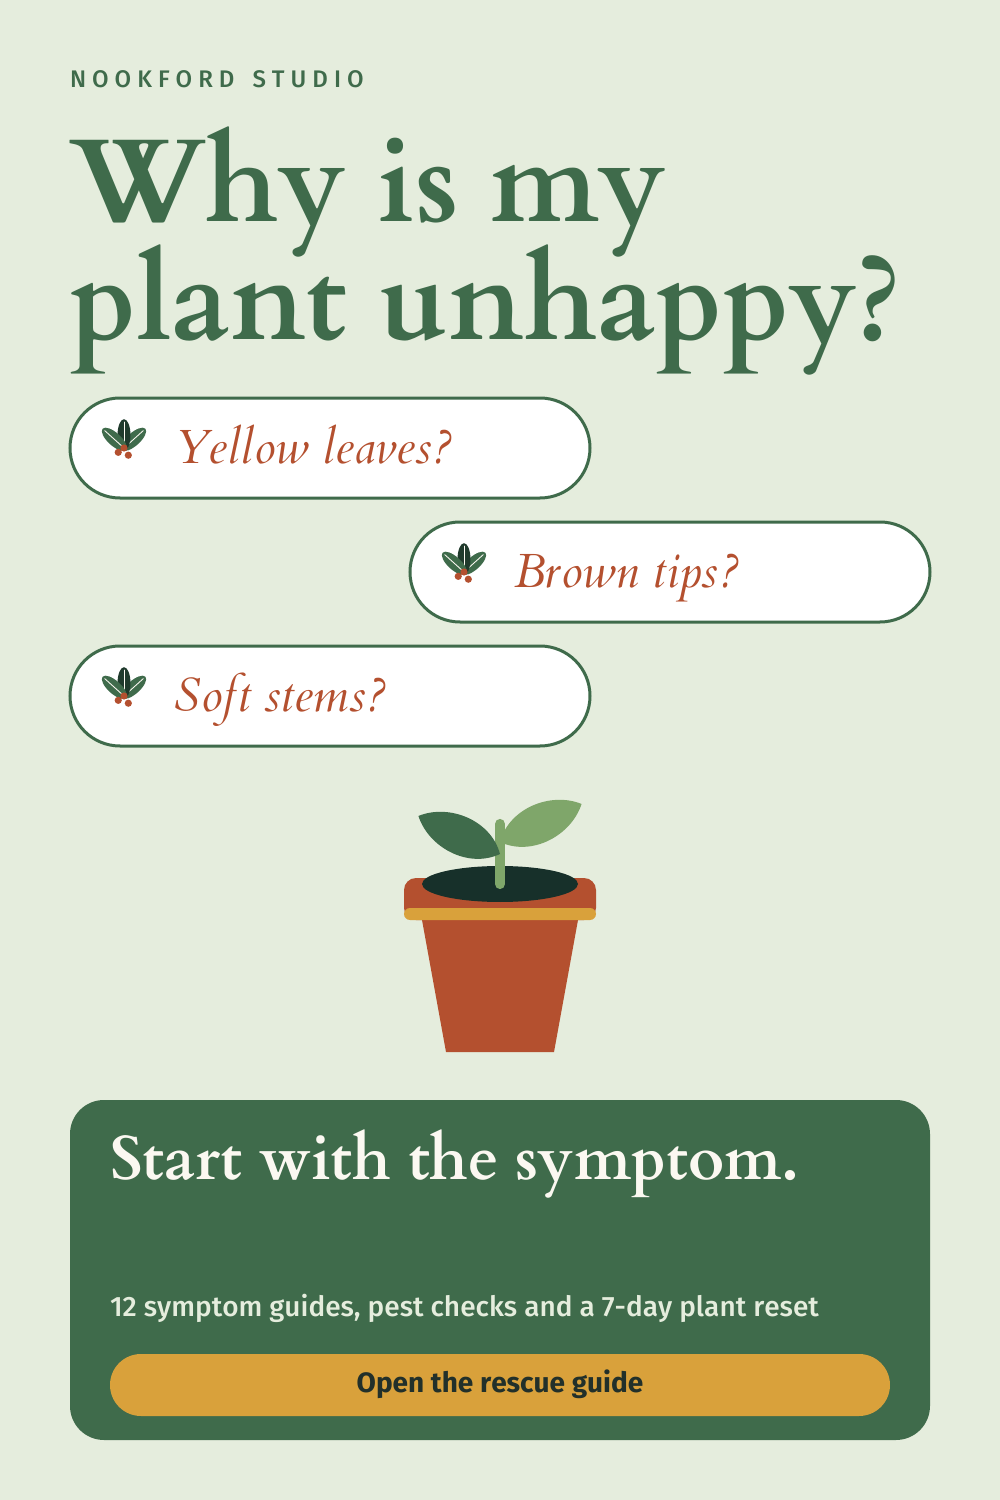 NOOKFORD STUDIO
Why is my
plant unhappy?
Yellow leaves?
Brown tips?
Soft stems?
Start with the symptom.
12 symptom guides, pest checks and a 7-day plant reset
Open the rescue guide